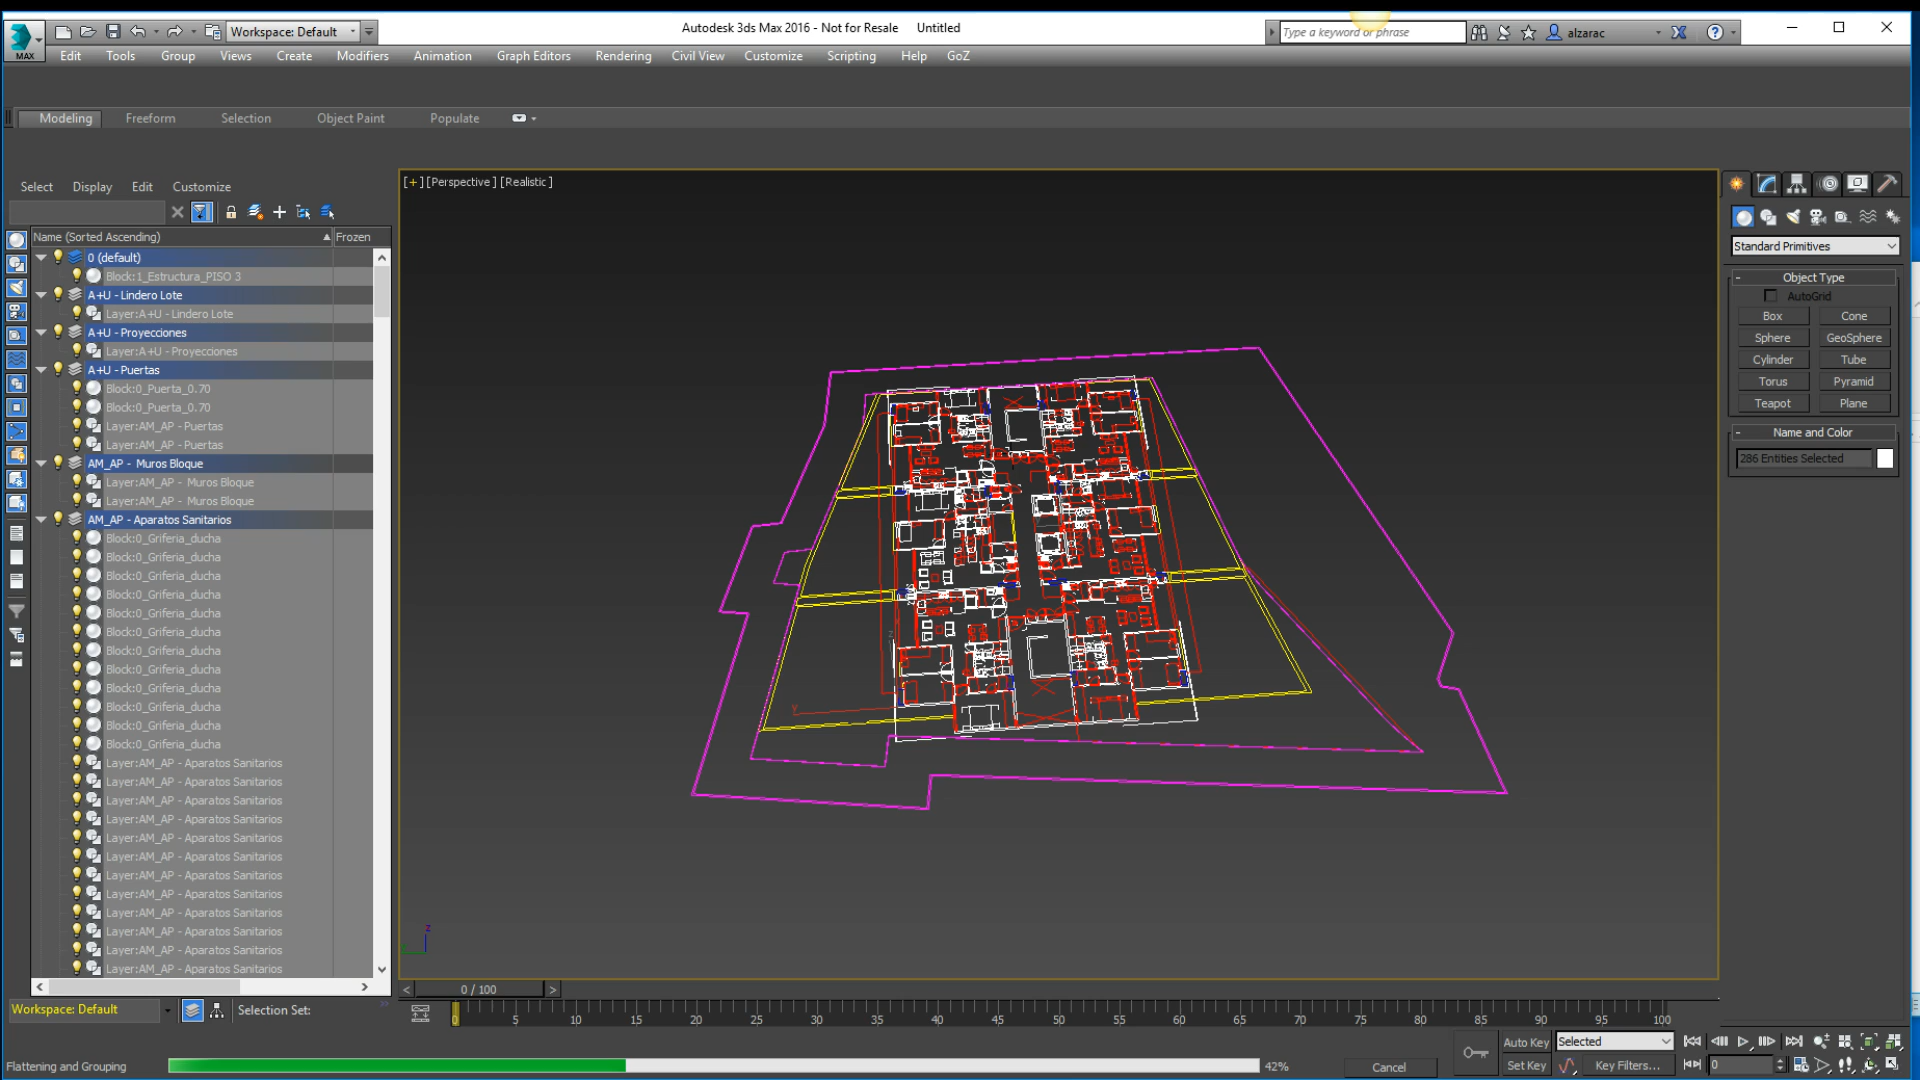 Autodesk 3ds Max 2016 - Not for Resale Untitled
Workspace: Default
Type a keyword or phrase
alzarac
MAX
Edit Tools Group Views Create Modifiers Animation Graph Editors Rendering Civil View Customize Scripting Help GoZ
Modeling Freeform Selection Object Paint Populate
Select Display Edit Customize
[+] [Perspective] [Realistic]
Name (Sorted Ascending) Frozen
0 (default)
Block:1_Estructura_PISO 3
A+U - Lindero Lote
Layer:A+U - Lindero Lote
A+U - Proyecciones
Layer:A+U - Proyecciones
A+U - Puertas
Block:0_Puerta_0.70
Block:0_Puerta_0.70
Layer:AM_AP - Puertas
Layer:AM_AP - Puertas
AM_AP - Muros Bloque
Layer:AM_AP - Muros Bloque
Layer:AM_AP - Muros Bloque
AM_AP - Aparatos Sanitarios
Block:0_Griferia_ducha
Block:0_Griferia_ducha
Block:0_Griferia_ducha
Block:0_Griferia_ducha
Block:0_Griferia_ducha
Block:0_Griferia_ducha
Block:0_Griferia_ducha
Block:0_Griferia_ducha
Block:0_Griferia_ducha
Block:0_Griferia_ducha
Block:0_Griferia_ducha
Block:0_Griferia_ducha
Layer:AM_AP - Aparatos Sanitarios
Layer:AM_AP - Aparatos Sanitarios
Layer:AM_AP - Aparatos Sanitarios
Layer:AM_AP - Aparatos Sanitarios
Layer:AM_AP - Aparatos Sanitarios
Layer:AM_AP - Aparatos Sanitarios
Layer:AM_AP - Aparatos Sanitarios
Layer:AM_AP - Aparatos Sanitarios
Layer:AM_AP - Aparatos Sanitarios
Layer:AM_AP - Aparatos Sanitarios
Layer:AM_AP - Aparatos Sanitarios
Layer:AM_AP - Aparatos Sanitarios
Standard Primitives
Object Type
AutoGrid
Box Cone
Sphere GeoSphere
Cylinder Tube
Torus Pyramid
Teapot Plane
Name and Color
286 Entities Selected
z
y
z
0 / 100
Workspace: Default Selection Set:
0 5 10 15 20 25 30 35 40 45 50 55 60 65 70 75 80 85 90 95 100
Auto Key Selected
Set Key Key Filters... 0
Flattening and Grouping 42% Cancel